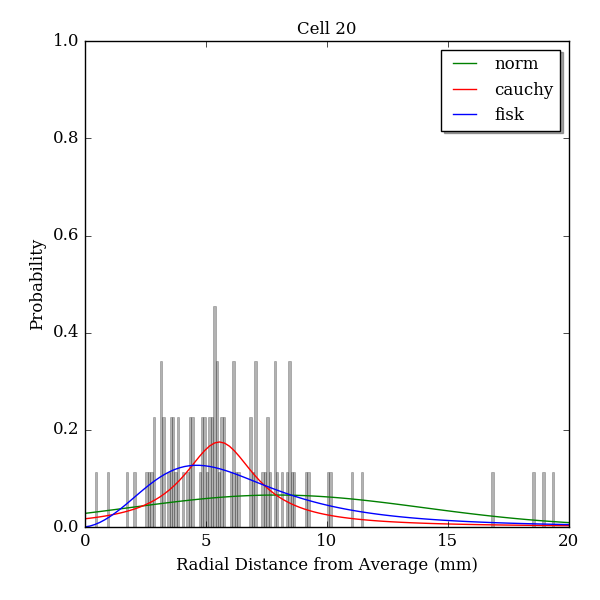 Cell 20
1.0
0.8
0.6
0.4
0.2
0.0
Probability
norm
cauchy
fisk
0 5 10 15 20
Radial Distance from Average (mm)